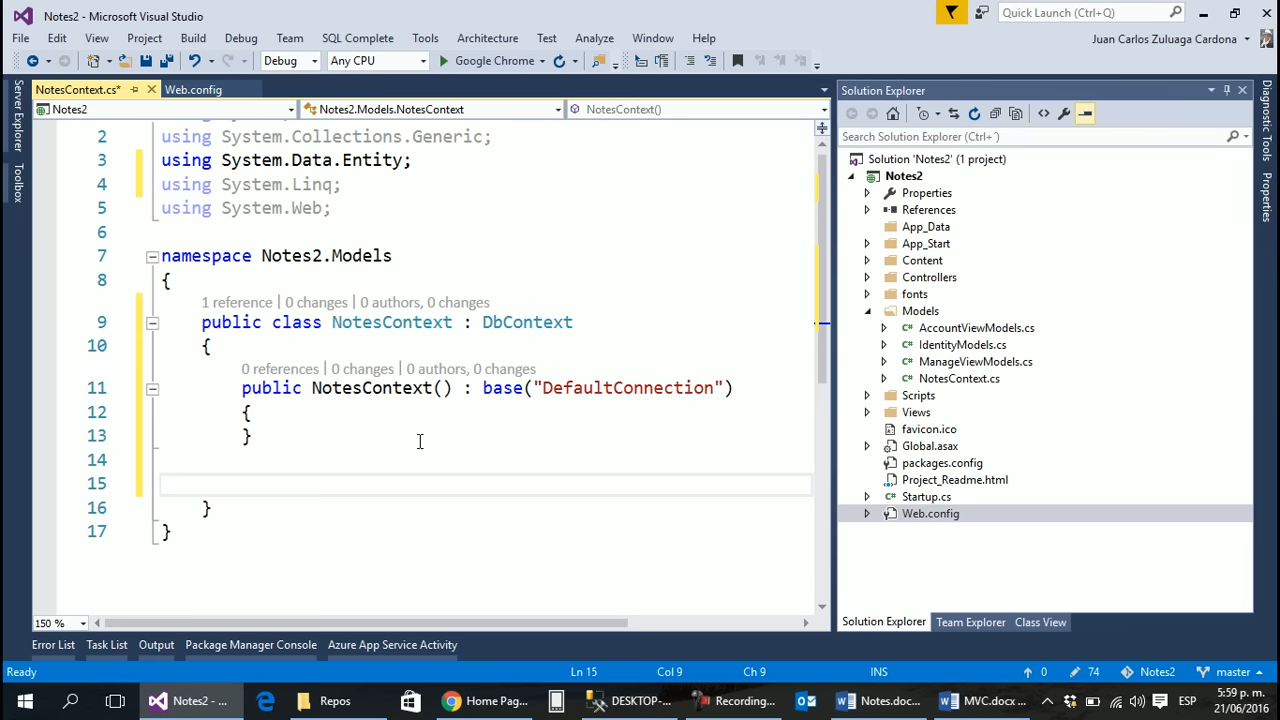 Notes2 - Microsoft Visual Studio
Quick Launch (Ctrl+Q)
File Edit View Project Build Debug Team SQL Complete Tools Architecture Test Analyze Window Help
Juan Carlos Zuluaga Cardona
Debug Any CPU Google Chrome
Server Explorer
Toolbox
NotesContext.cs* Web.config
Notes2 Notes2.Models.NotesContext NotesContext()
2 using System.Collections.Generic;
3 using System.Data.Entity;
4 using System.Linq;
5 using System.Web;
6
7 namespace Notes2.Models
8 {
1 reference | 0 changes | 0 authors, 0 changes
9 public class NotesContext : DbContext
10 {
0 references | 0 changes | 0 authors, 0 changes
11 public NotesContext() : base("DefaultConnection")
12 {
13 }
14
15
16 }
17 }
150 %
Solution Explorer
Search Solution Explorer (Ctrl+´)
Solution 'Notes2' (1 project)
Notes2
Properties
References
App_Data
App_Start
Content
Controllers
fonts
Models
AccountViewModels.cs
IdentityModels.cs
ManageViewModels.cs
NotesContext.cs
Scripts
Views
favicon.ico
Global.asax
packages.config
Project_Readme.html
Startup.cs
Web.config
Solution Explorer Team Explorer Class View
Diagnostic Tools
Properties
Error List Task List Output Package Manager Console Azure App Service Activity
Ready Ln 15 Col 9 Ch 9 INS 0 74 Notes2 master
Notes2 - ... Repos Home Pag... DESKTOP-... Recording... Notes.doc... MVC.docx ... ESP
5:59 p. m.
21/06/2016